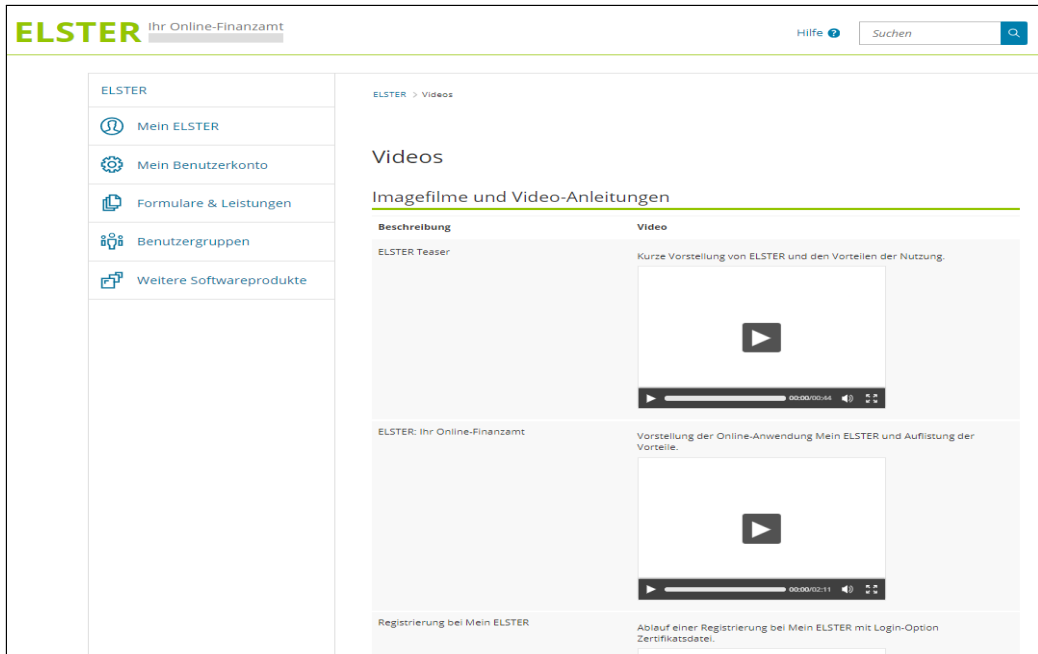 ELSTER Ihr Online-Finanzamt
Hilfe ?
Suchen
ELSTER
Mein ELSTER
Mein Benutzerkonto
Formulare & Leistungen
Benutzergruppen
Weitere Softwareprodukte
ELSTER > Videos
Videos
Imagefilme und Video-Anleitungen
Beschreibung Video
ELSTER Teaser
Kurze Vorstellung von ELSTER und den Vorteilen der Nutzung.
00:00/00:44
ELSTER: Ihr Online-Finanzamt
Vorstellung der Online-Anwendung Mein ELSTER und Auflistung der
Vorteile.
00:00/02:11
Registrierung bei Mein ELSTER
Ablauf einer Registrierung bei Mein ELSTER mit Login-Option
Zertifikatsdatei.